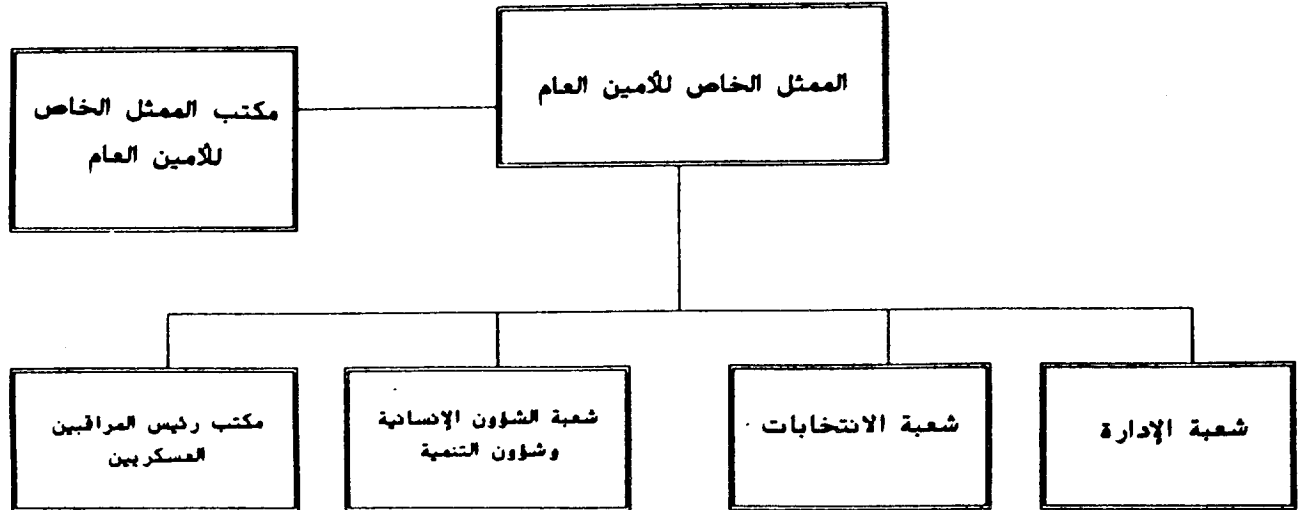 الممثل الخاص للأمين العام
مكتب الممثل الخاص
للأمين العام
شعبة الإدارة
شعبة الانتخابات
شعبة الشؤون الإنسانية
وشؤون التنمية
مكتب رئيس المراقبين
العسكريين